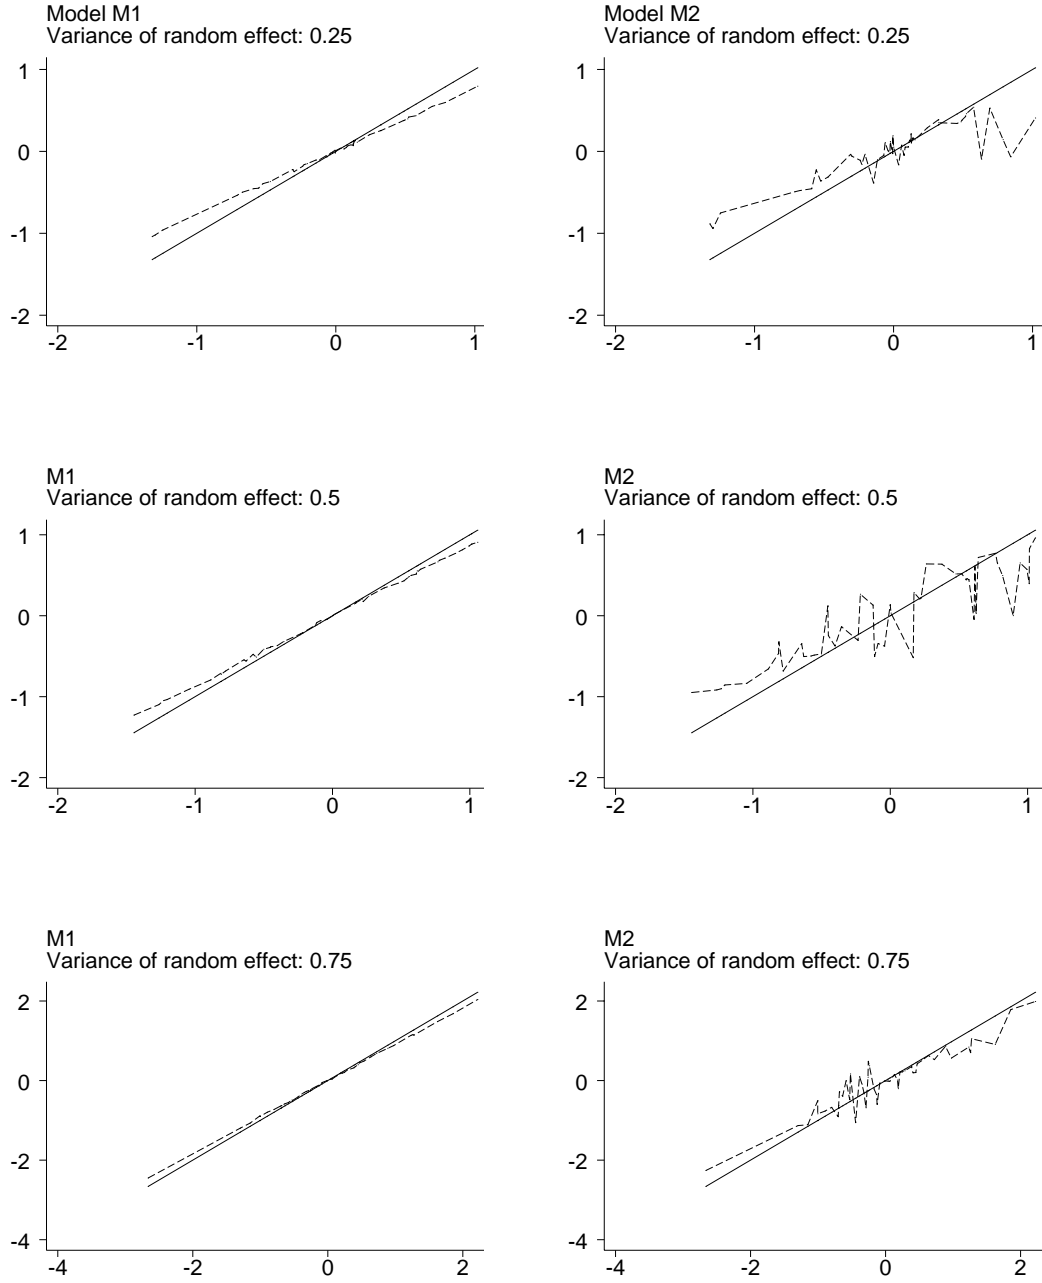 Model M1
Variance of random effect: 0.25
1
0
-1
-2
-2 -1 0 1
Model M2
Variance of random effect: 0.25
1
0
-1
-2
-2 -1 0 1
M1
Variance of random effect: 0.5
1
0
-1
-2
-2 -1 0 1
M2
Variance of random effect: 0.5
1
0
-1
-2
-2 -1 0 1
M1
Variance of random effect: 0.75
2
0
-2
-4
-4 -2 0 2
M2
Variance of random effect: 0.75
2
0
-2
-4
-4 -2 0 2